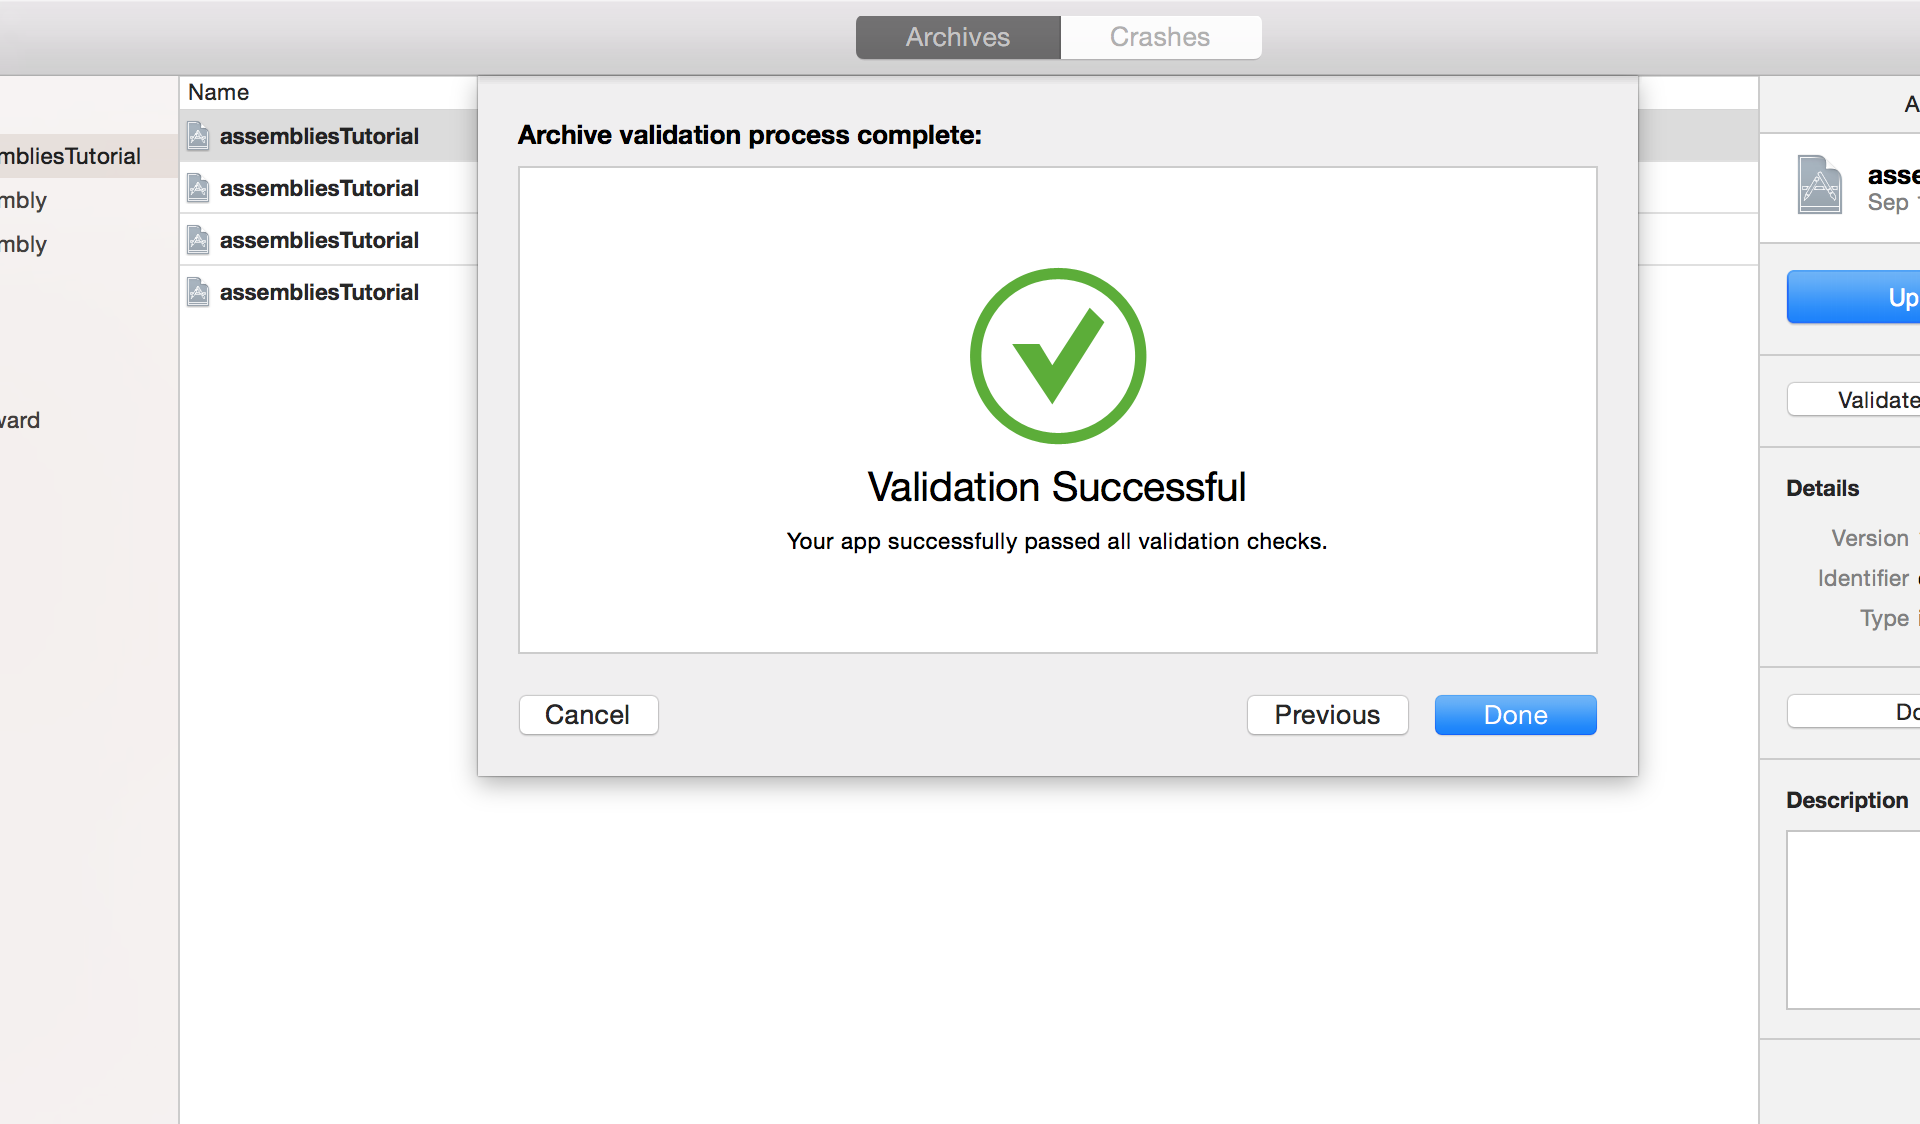 Archives
Crashes
Name
assembliesTutorial
assembliesTutorial
assembliesTutorial
assembliesTutorial
mbliesTutorial
mbly
mbly
vard
Archive validation process complete:
Validation Successful
Your app successfully passed all validation checks.
Cancel
Previous
Done
A
asse
Sep
Up
Validate
Details
Version
Identifier
Type
Do
Description